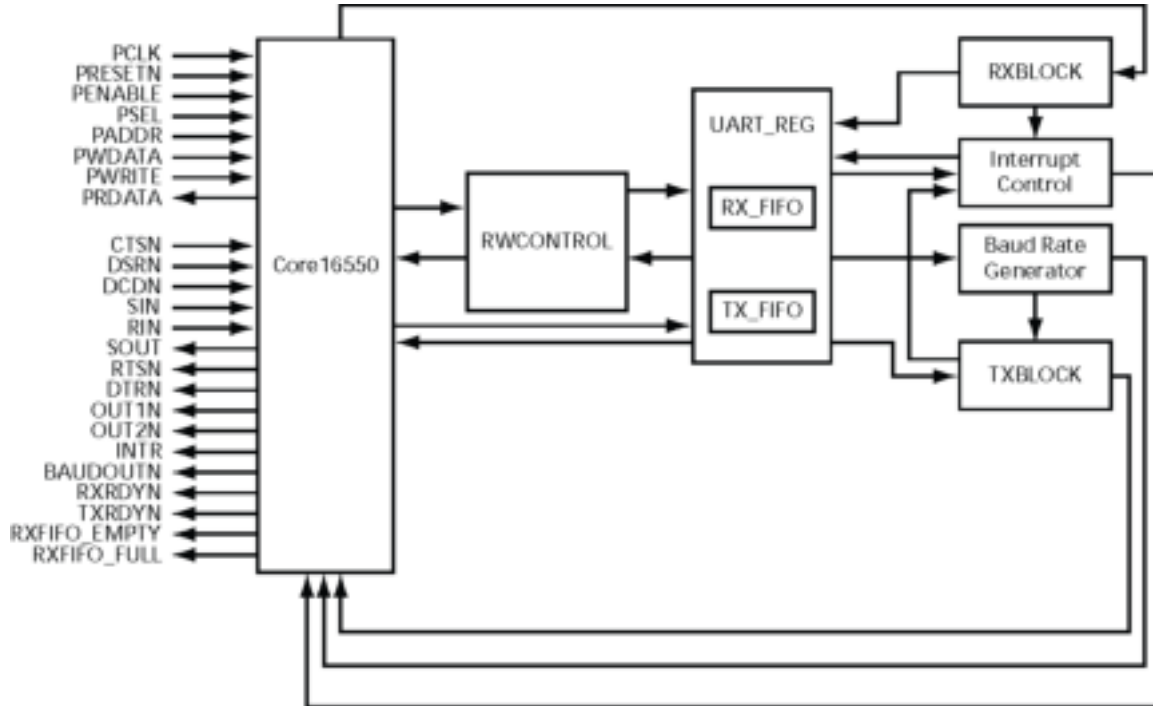 PCLK
PRESETN
PENABLE
PSEL
PADDR
PWDATA
PWRITE
PRDATA
CTSN
DSRN
DCDN
SIN
RIN
SOUT
RTSN
DTRN
OUT1N
OUT2N
INTR
BAUDOUTN
RXRDYN
TXRDYN
RXFIFO_EMPTY
RXFIFO_FULL
Core16550
RWCONTROL
UART_REG
RX_FIFO
TX_FIFO
RXBLOCK
Interrupt
Control
Baud Rate
Generator
TXBLOCK